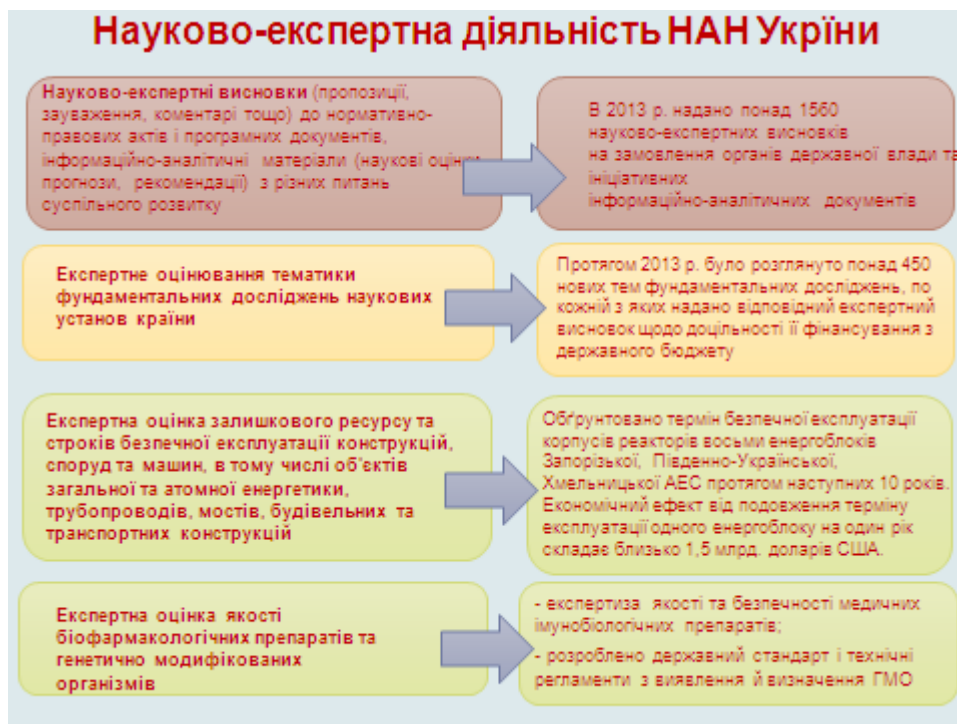 Науково-експертна діяльність НАН Укрїни
Науково-експертні висновки (пропозиції,
зауваження, коментарі тощо) до нормативно-
правових актів і програмних документів,
інформаційно-аналітичні матеріали (наукові оцінки,
прогнози, рекомендації) з різних питань
суспільного розвитку
В 2013 р. надано понад 1560
науково-експертних висновків
на замовлення органів державної влади та
ініціативних
інформаційно-аналітичних документів
Експертне оцінювання тематики
фундаментальних досліджень наукових
установ країни
Протягом 2013 р. було розглянуто понад 450
нових тем фундаментальних досліджень, по
кожній з яких надано відповідний експертний
висновок щодо доцільності її фінансування з
державного бюджету
Експертна оцінка залишкового ресурсу та
строків безпечної експлуатації конструкцій,
споруд та машин, в тому числі об'єктів
загальної та атомної енергетики,
трубопроводів, мостів, будівельних та
транспортних конструкцій
Обґрунтовано термін безпечної експлуатації
корпусів реакторів восьми енергоблоків
Запорізької, Південно-Української,
Хмельницької АЕС протягом наступних 10 років.
Економічний ефект від подовження терміну
експлуатації одного енергоблоку на один рік
складає близько 1,5 млрд. доларів США.
Експертна оцінка якості
біофармакологічних препаратів та
генетично модифікованих
організмів
- експертиза якості та безпечності медичних
імунобіологічних препаратів;
- розроблено державний стандарт і технічні
регламенти з виявлення й визначення ГМО